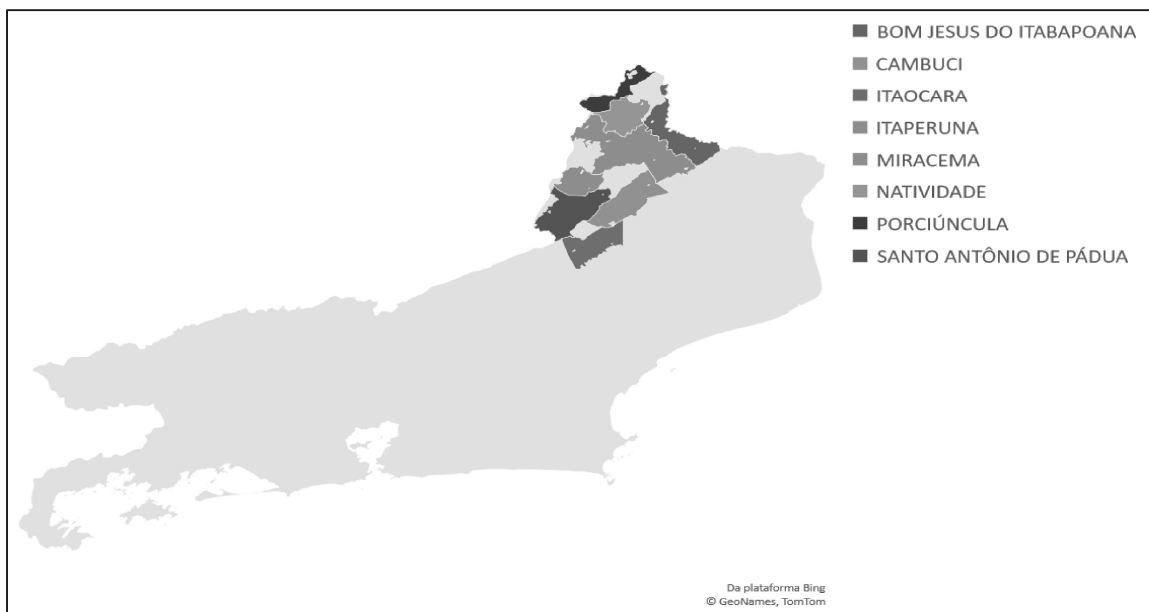 BOM JESUS DO ITABAPOANA
CAMBUCI
ITAOCARA
ITAPERUNA
MIRACEMA
NATIVIDADE
PORCIÚNCULA
SANTO ANTÔNIO DE PÁDUA
Da plataforma Bing
© GeoNames, TomTom